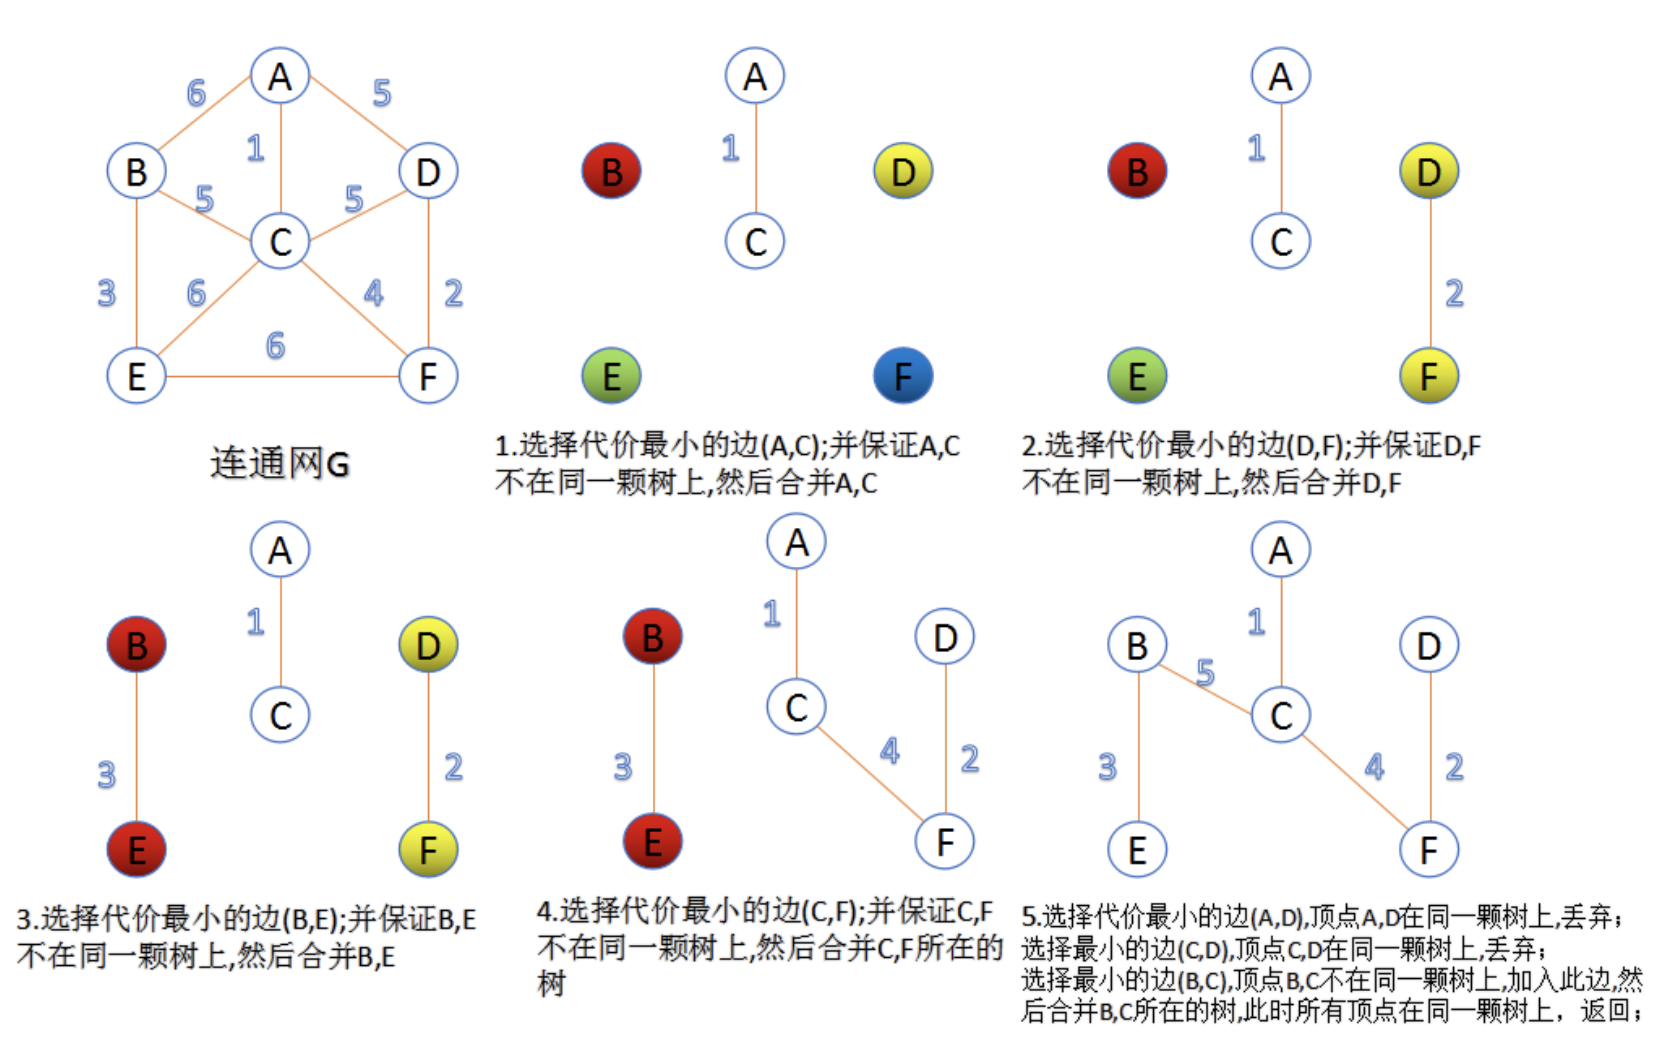 A
6
5
1
B
D
5
5
C
3
6
4
2
6
E
F
连通网G
A
1
B
D
C
E
F
1.选择代价最小的边(A,C);并保证A,C
不在同一颗树上,然后合并A,C
A
1
B
D
C
2
E
F
2.选择代价最小的边(D,F);并保证D,F
不在同一颗树上,然后合并D,F
A
1
B
D
C
3
2
E
F
3.选择代价最小的边(B,E);并保证B,E
不在同一颗树上,然后合并B,E
A
1
B
D
C
3
4
2
E
F
4.选择代价最小的边(C,F);并保证C,F
不在同一颗树上,然后合并C,F所在的
树
A
1
B
D
5
C
3
4
2
E
F
5.选择代价最小的边(A,D),顶点A,D在同一颗树上,丢弃；
选择最小的边(C,D),顶点C,D在同一颗树上,丢弃；
选择最小的边(B,C),顶点B,C不在同一颗树上,加入此边,然
后合并B,C所在的树,此时所有顶点在同一颗树上，返回；